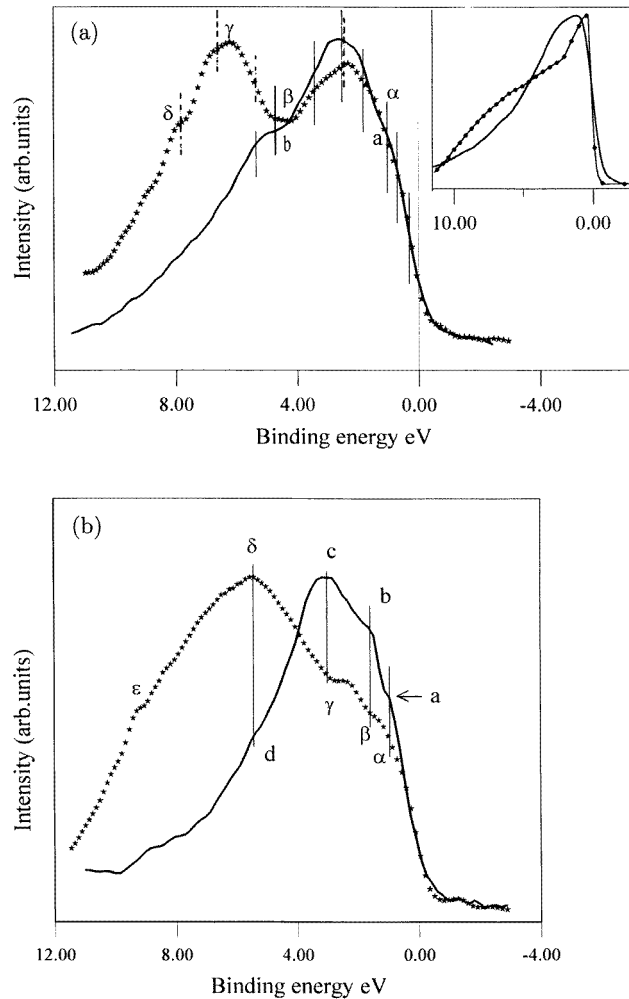 (a)
γ
δ
β
α
b
a
10.00 0.00
Intensity (arb.units)
12.00 8.00 4.00 0.00 -4.00
Binding energy eV
(b)
δ
c
b
a
ε
γ
β
α
d
Intensity (arb.units)
12.00 8.00 4.00 0.00 -4.00
Binding energy eV